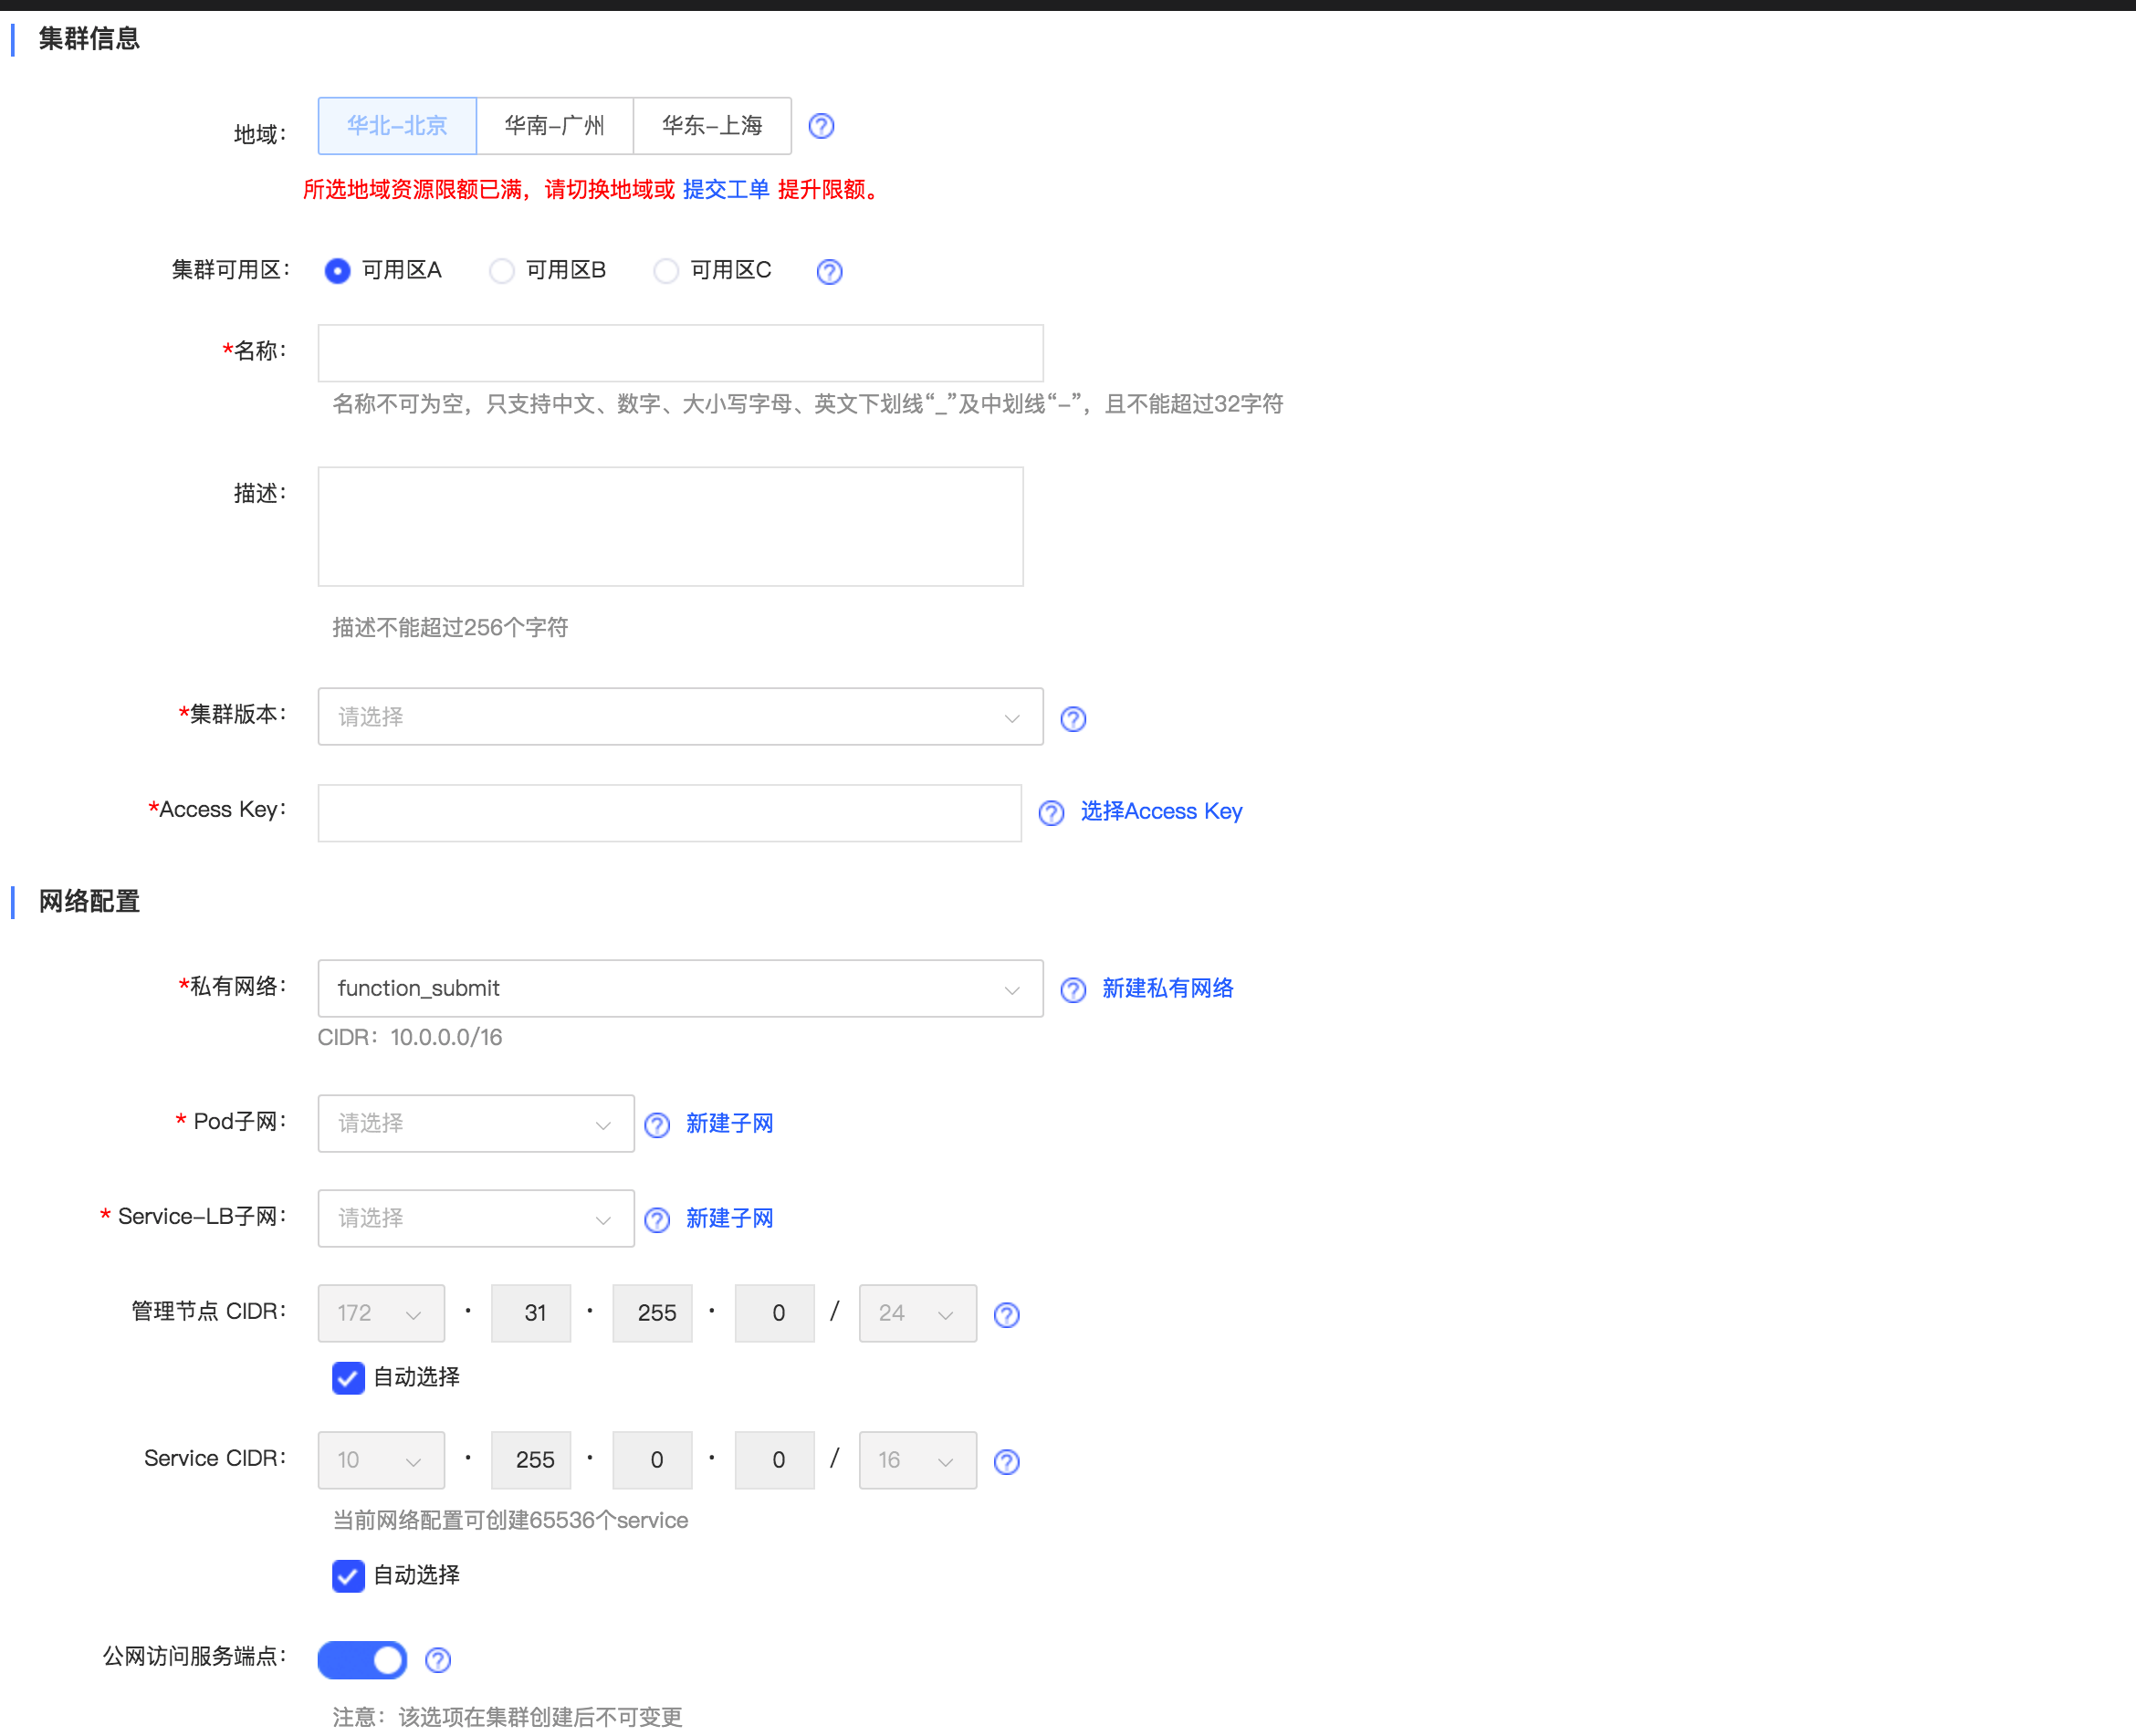 集群信息
地域： 华北-北京 华南-广州 华东-上海
所选地域资源限额已满，请切换地域或 提交工单 提升限额。
集群可用区： 可用区A 可用区B 可用区C
*名称：
名称不可为空，只支持中文、数字、大小写字母、英文下划线“_”及中划线“-”，且不能超过32字符
描述：
描述不能超过256个字符
*集群版本： 请选择
*Access Key： 选择Access Key
网络配置
*私有网络： function_submit 新建私有网络
CIDR：10.0.0.0/16
* Pod子网： 请选择 新建子网
* Service-LB子网： 请选择 新建子网
管理节点 CIDR： 172 · 31 · 255 · 0 / 24
自动选择
Service CIDR： 10 · 255 · 0 · 0 / 16
当前网络配置可创建65536个service
自动选择
公网访问服务端点：
注意：该选项在集群创建后不可变更